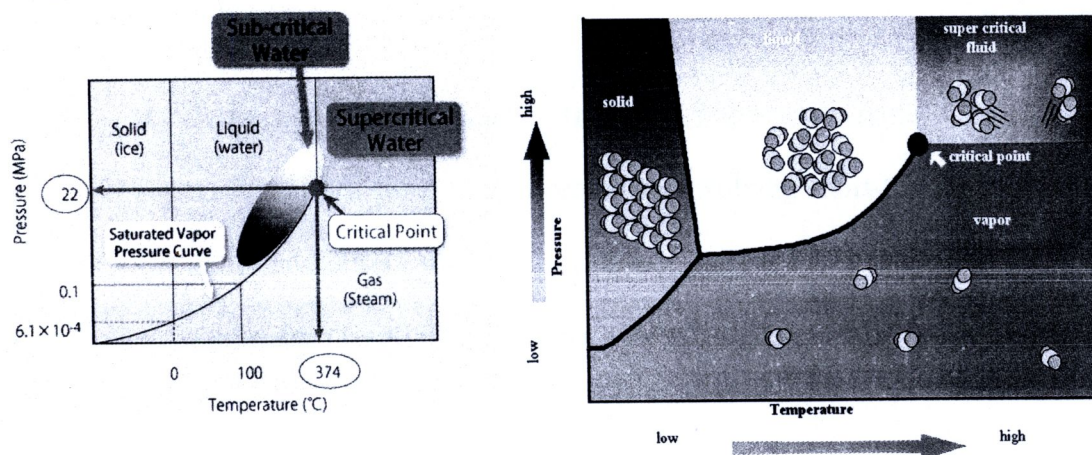 Sub-critical
Water
Solid
(ice)
Liquid
(water)
Supercritical
Water
Pressure (MPa)
22
Saturated Vapor
Pressure Curve
Critical Point
Gas
(Steam)
0.1
6.1×10⁻⁴
0
100
374
Temperature (°C)
solid
liquid
super critical
fluid
critical point
vapor
high
Pressure
low
Temperature
low
high